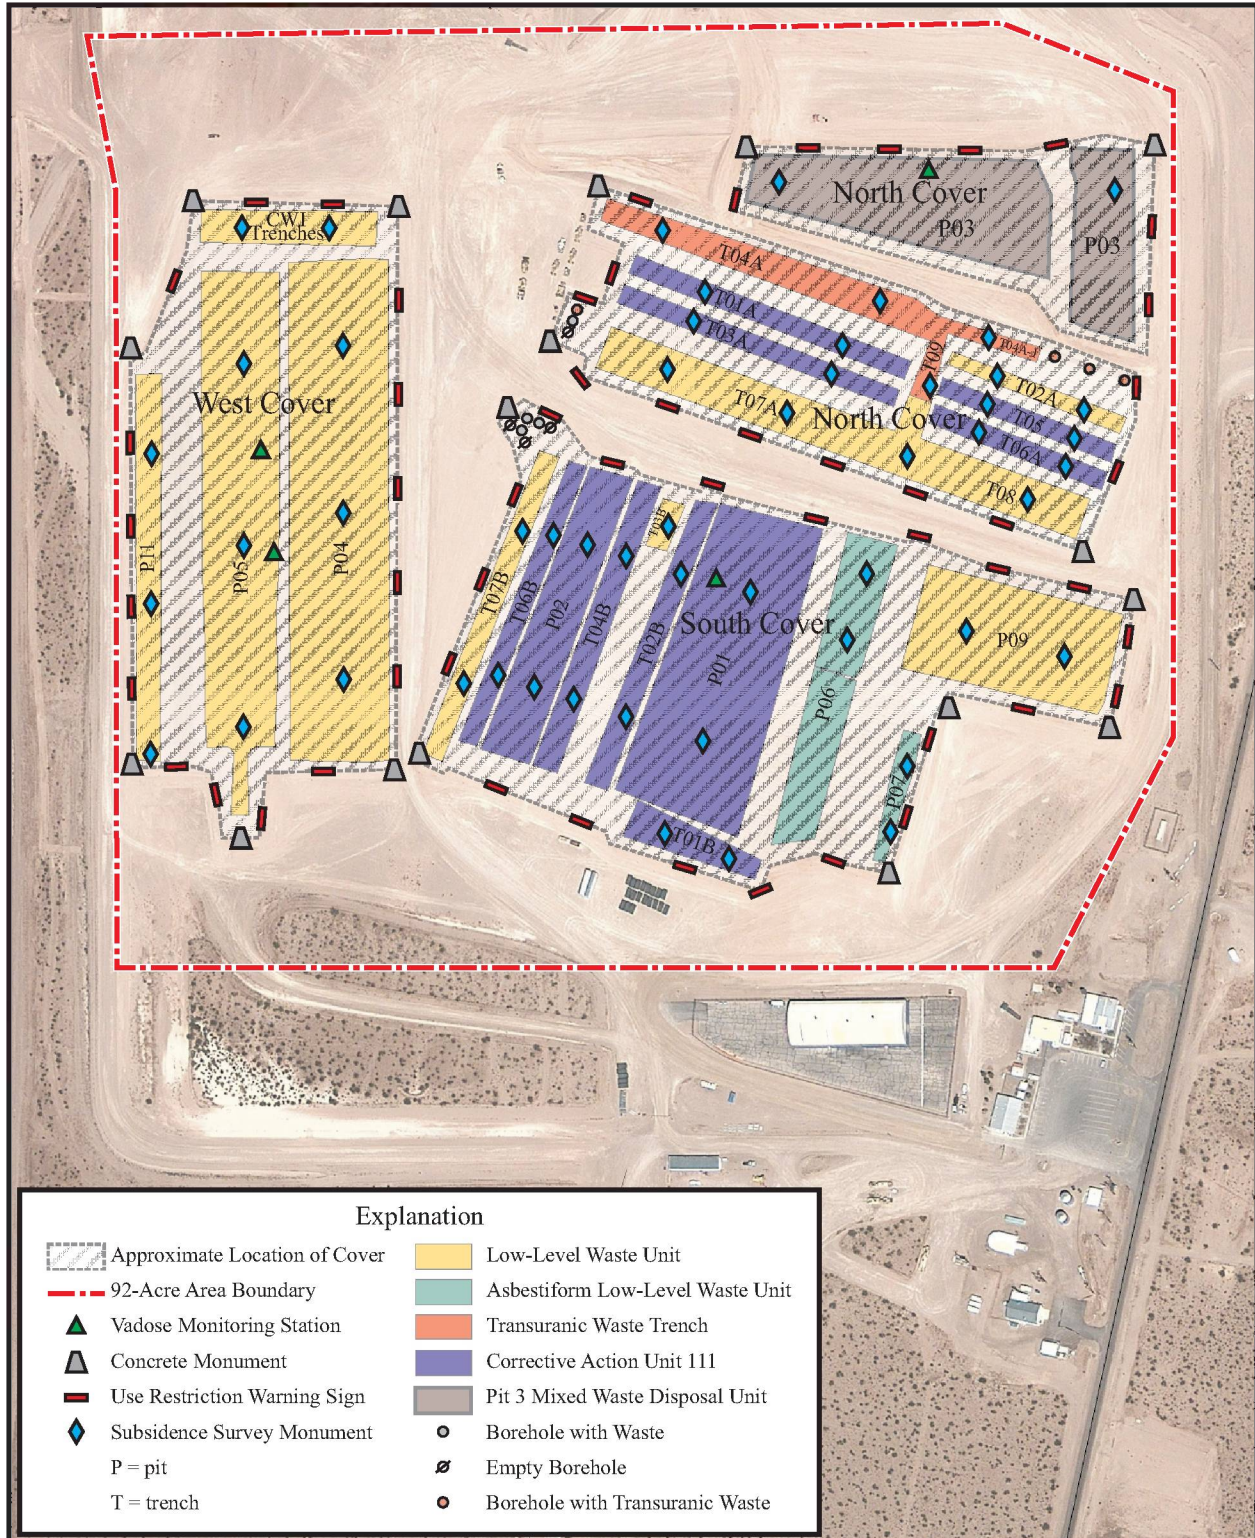 North Cover
P03
P03
CWI
Trenches
T04A
T04A-1
T01A
T03A
T09
T02A
West Cover
T07A
North Cover
T05
T06A
T08
P11
P05
P04
T03B
T07B
T06B
P02
T04B
T02B
South Cover
P01
P09
P06
P07
T01B
Explanation
Approximate Location of Cover
92-Acre Area Boundary
Vadose Monitoring Station
Concrete Monument
Use Restriction Warning Sign
Subsidence Survey Monument
P = pit
T = trench
Low-Level Waste Unit
Asbestiform Low-Level Waste Unit
Transuranic Waste Trench
Corrective Action Unit 111
Pit 3 Mixed Waste Disposal Unit
Borehole with Waste
Empty Borehole
Borehole with Transuranic Waste